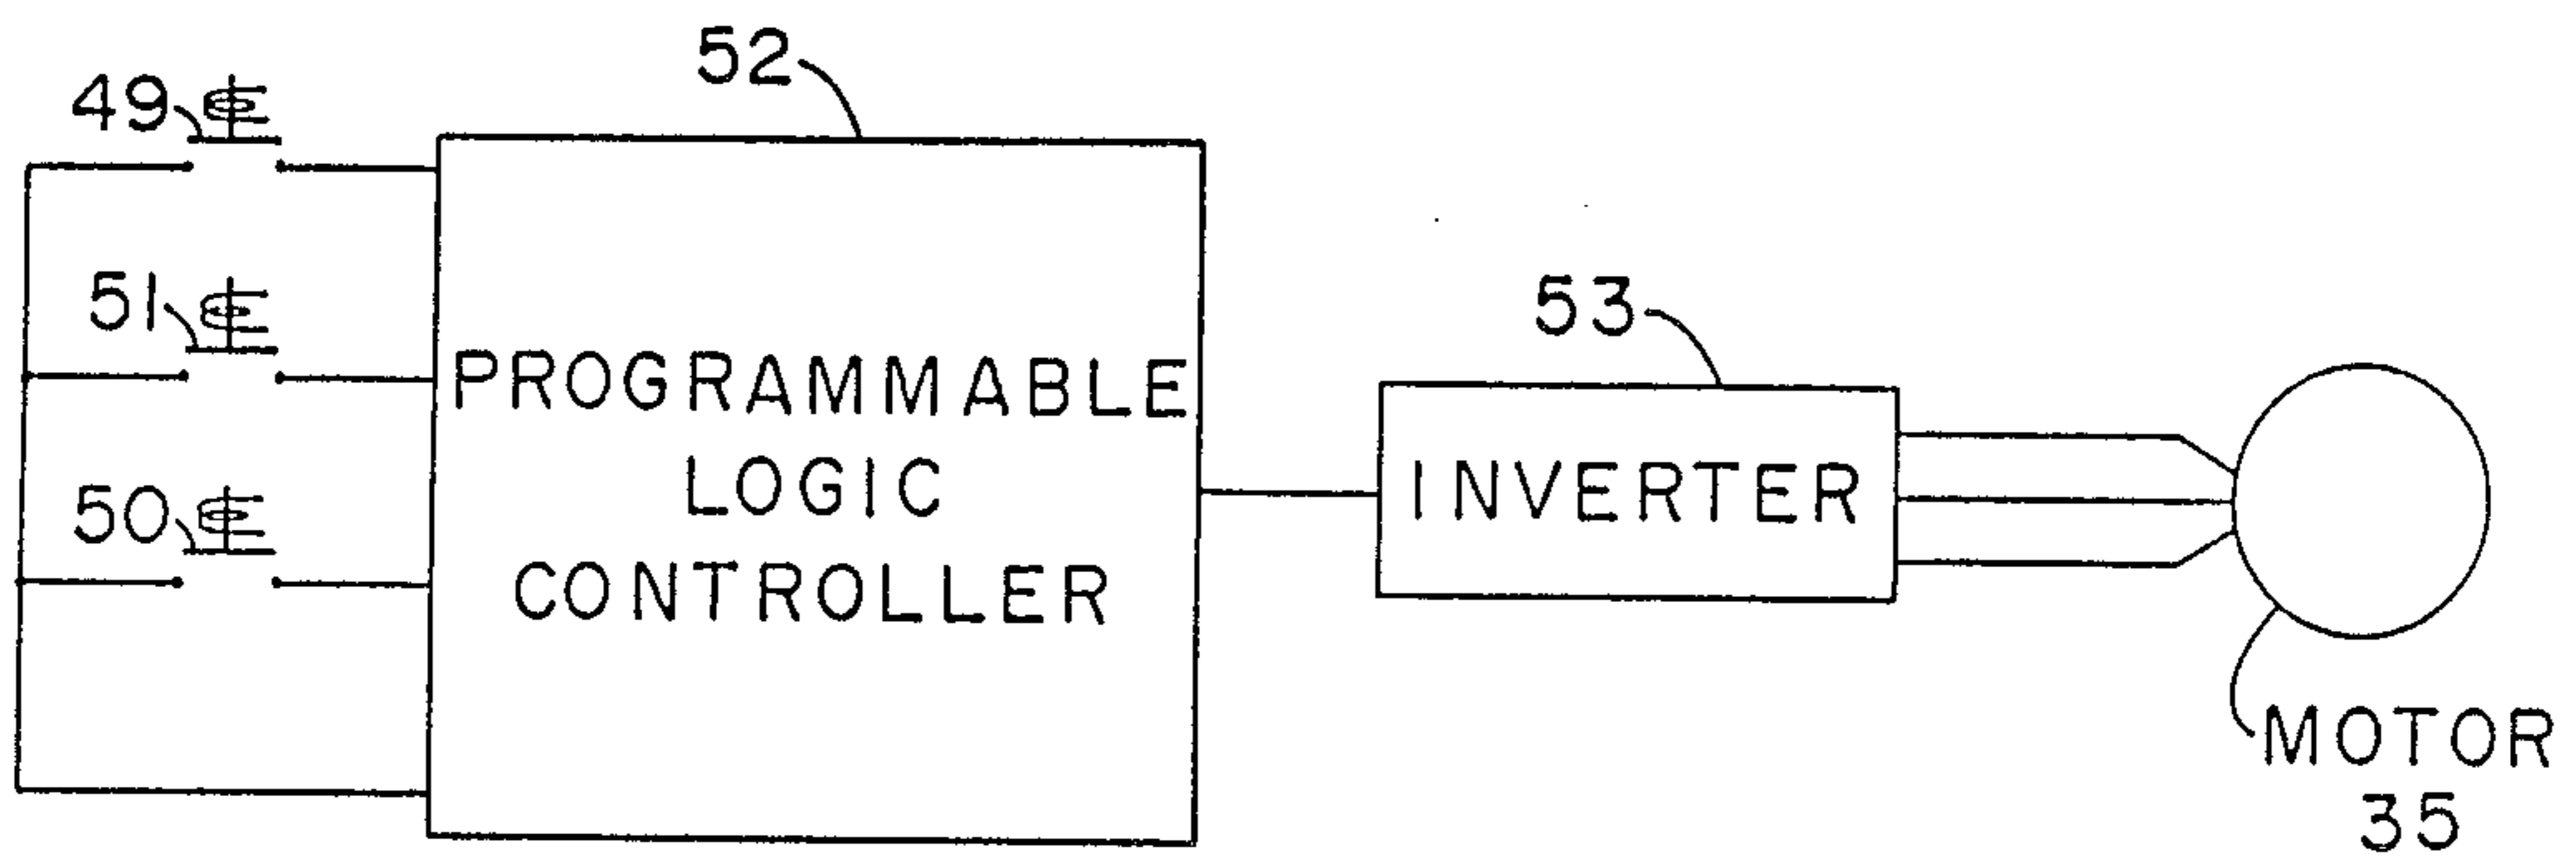 52
49
51
50
PROGRAMMABLE
LOGIC
CONTROLLER
53
INVERTER
MOTOR
35